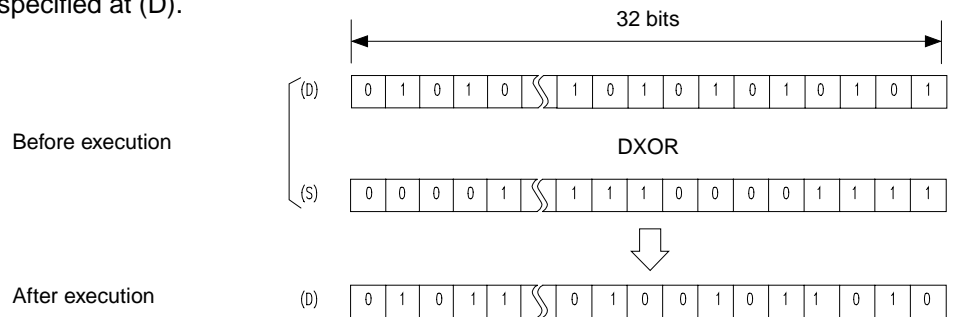 specified at (D).
32 bits
(D) 0 1 0 1 0 1 0 1 0 1 0 1 0 1 0 1
Before execution
DXOR
(S) 0 0 0 0 1 1 1 1 0 0 0 0 1 1 1 1
After execution (D) 0 1 0 1 1 0 1 0 0 1 0 1 1 0 1 0